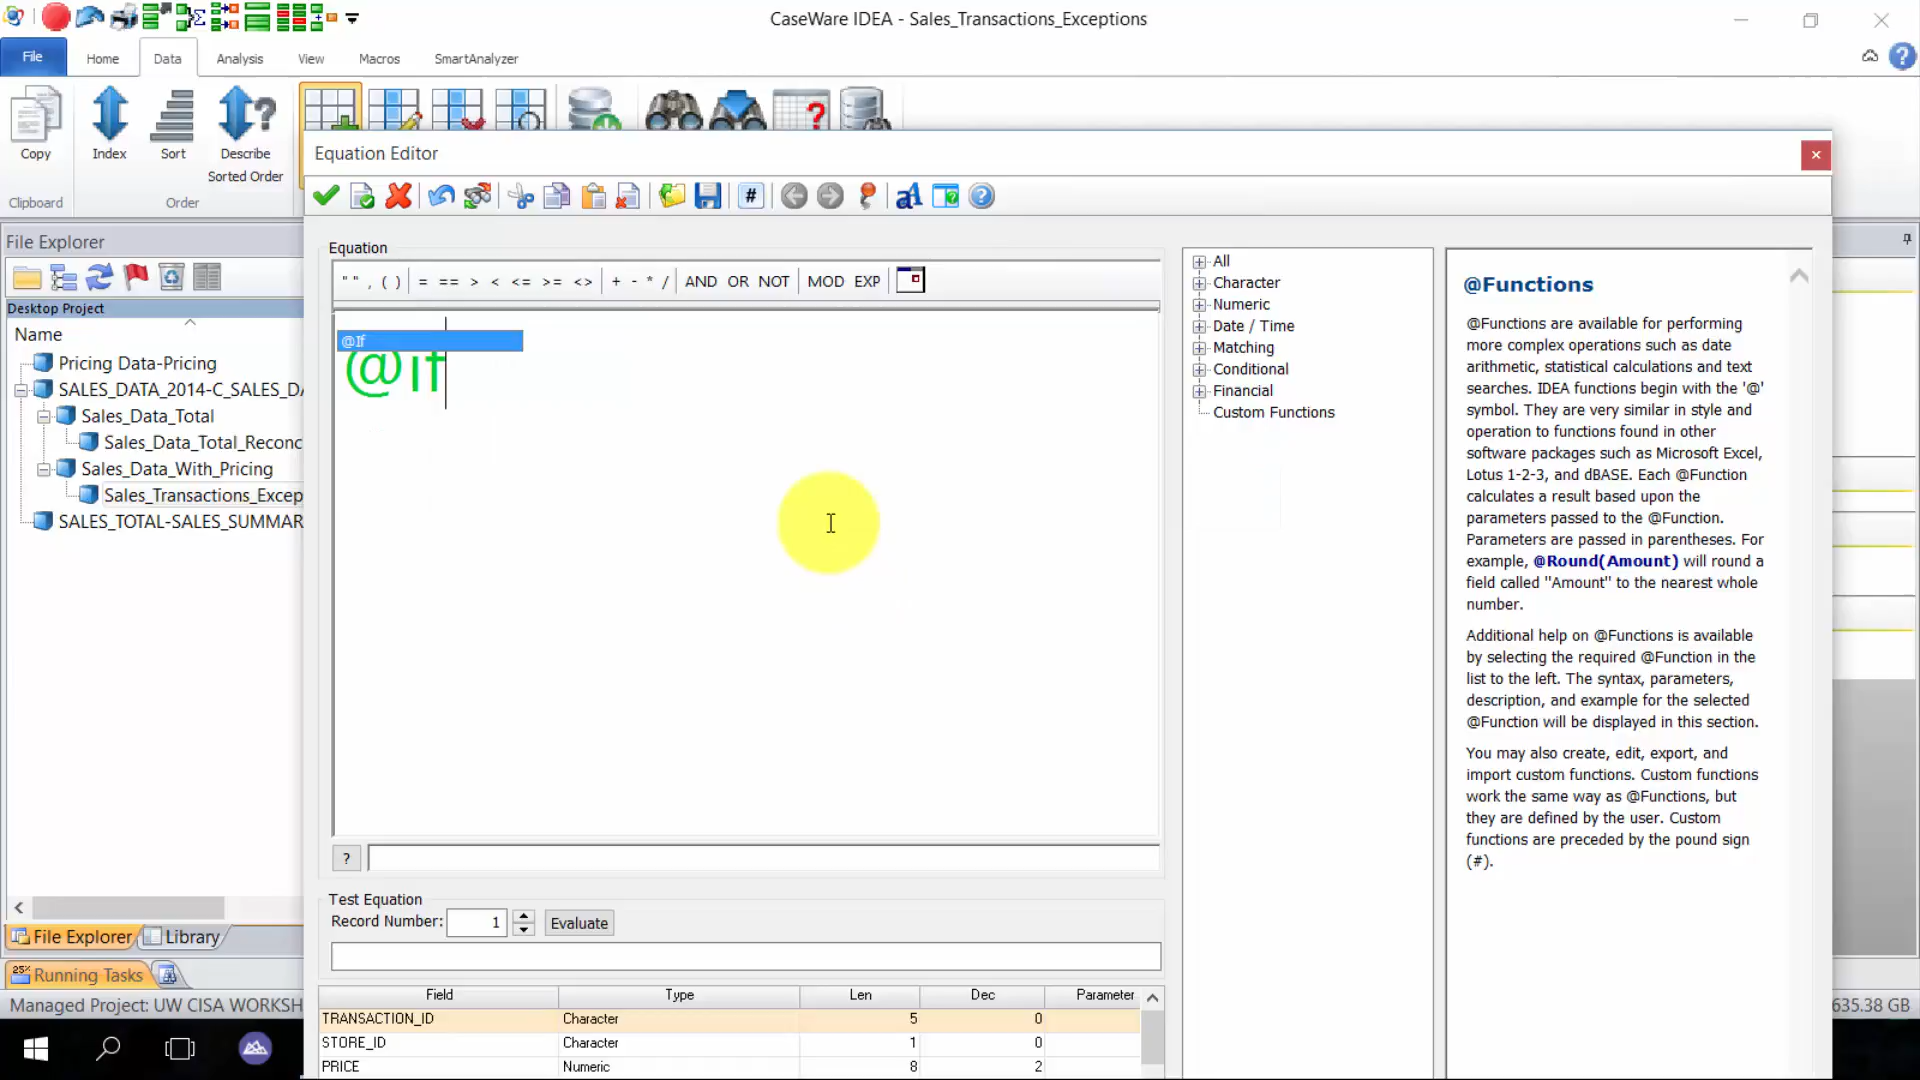 CaseWare IDEA - Sales_Transactions_Exceptions
File
Home
Data
Analysis
View
Macros
SmartAnalyzer
Copy
Index
Sort
Describe
Sorted Order
Clipboard
Order
Equation Editor
File Explorer
Desktop Project
Name
Pricing Data-Pricing
SALES_DATA_2014-C_SALES_DA
Sales_Data_Total
Sales_Data_Total_Reconc
Sales_Data_With_Pricing
Sales_Transactions_Excep
SALES_TOTAL-SALES_SUMMAR
Equation
" " , ( ) = == > < <= >= <> + - * / AND OR NOT MOD EXP
@If
@if
All
Character
Numeric
Date / Time
Matching
Conditional
Financial
Custom Functions
@Functions
@Functions are available for performing
more complex operations such as date
arithmetic, statistical calculations and text
searches. IDEA functions begin with the '@'
symbol. They are very similar in style and
operation to functions found in other
software packages such as Microsoft Excel,
Lotus 1-2-3, and dBASE. Each @Function
calculates a result based upon the
parameters passed to the @Function.
Parameters are passed in parentheses. For
example, @Round(Amount) will round a
field called "Amount" to the nearest whole
number.
Additional help on @Functions is available
by selecting the required @Function in the
list to the left. The syntax, parameters,
description, and example for the selected
@Function will be displayed in this section.
You may also create, edit, export, and
import custom functions. Custom functions
work the same way as @Functions, but
they are defined by the user. Custom
functions are preceded by the pound sign
(#).
?
Test Equation
Record Number: 1 Evaluate
Field Type Len Dec Parameter
TRANSACTION_ID Character 5 0
STORE_ID Character 1 0
PRICE Numeric 8 2
File Explorer
Library
25% Running Tasks
Managed Project: UW CISA WORKSH
635.38 GB